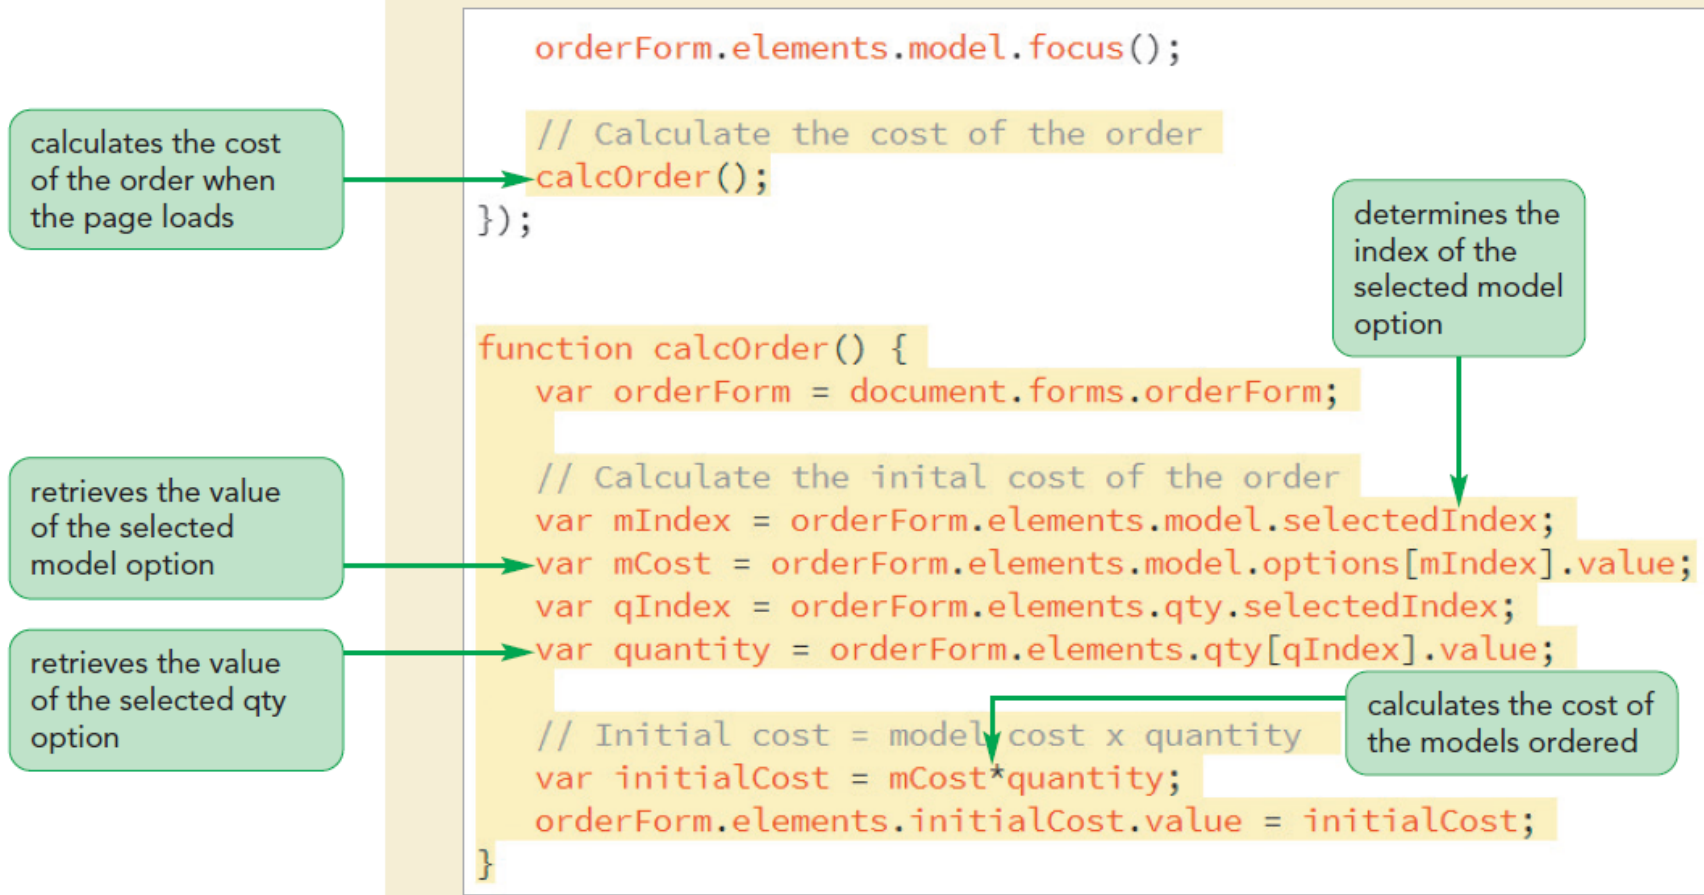 orderForm.elements.model.focus();
calculates the cost
of the order when
the page loads
// Calculate the cost of the order
calcOrder();
});
determines the
index of the
selected model
option
function calcOrder() {
var orderForm = document.forms.orderForm;
// Calculate the inital cost of the order
var mIndex = orderForm.elements.model.selectedIndex;
retrieves the value
of the selected
model option
var mCost = orderForm.elements.model.options[mIndex].value;
var qIndex = orderForm.elements.qty.selectedIndex;
retrieves the value
of the selected qty
option
var quantity = orderForm.elements.qty[qIndex].value;
calculates the cost of
the models ordered
// Initial cost = model cost x quantity
var initialCost = mCost*quantity;
orderForm.elements.initialCost.value = initialCost;
}